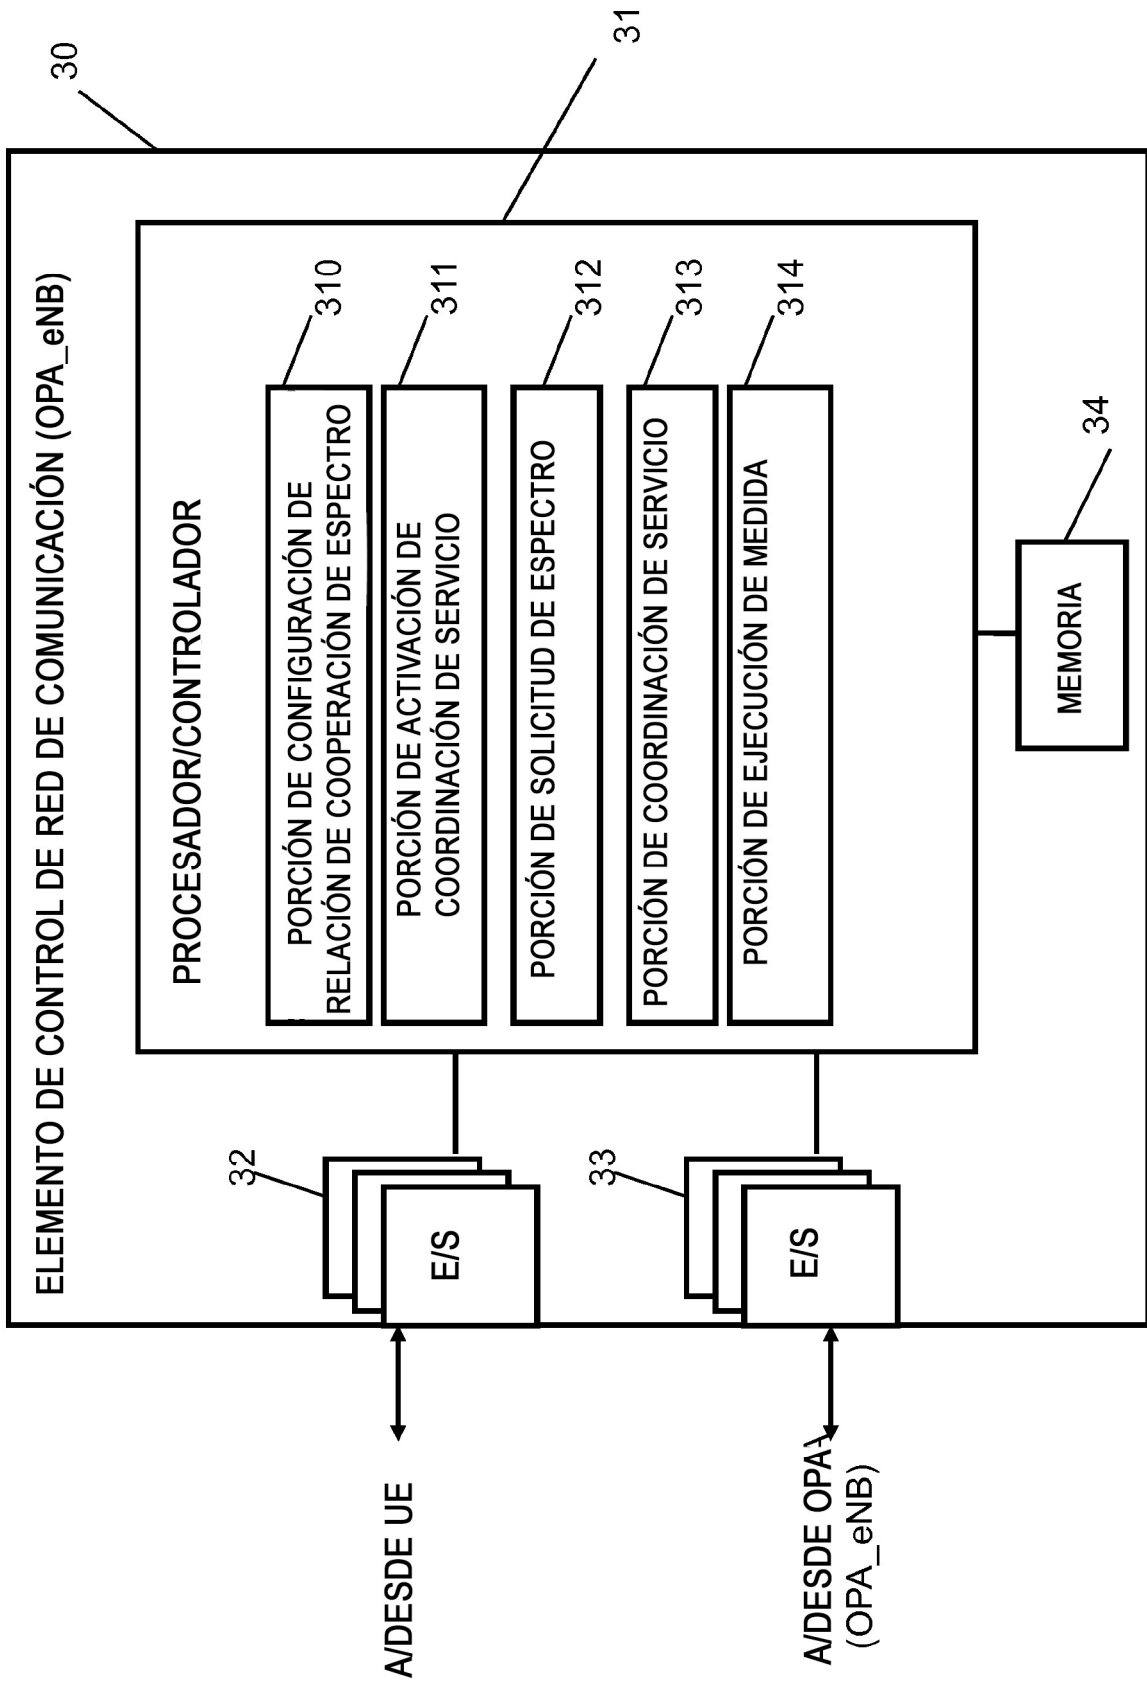 30
31
ELEMENTO DE CONTROL DE RED DE COMUNICACIÓN (OPA_eNB)
PROCESADOR/CONTROLADOR
310
PORCIÓN DE CONFIGURACIÓN DE
RELACIÓN DE COOPERACIÓN DE ESPECTRO
311
PORCIÓN DE ACTIVACIÓN DE
COORDINACIÓN DE SERVICIO
312
PORCIÓN DE SOLICITUD DE ESPECTRO
313
PORCIÓN DE COORDINACIÓN DE SERVICIO
314
PORCIÓN DE EJECUCIÓN DE MEDIDA
32
E/S
33
E/S
34
MEMORIA
A/DESDE UE
A/DESDE OPA
(OPA_eNB)